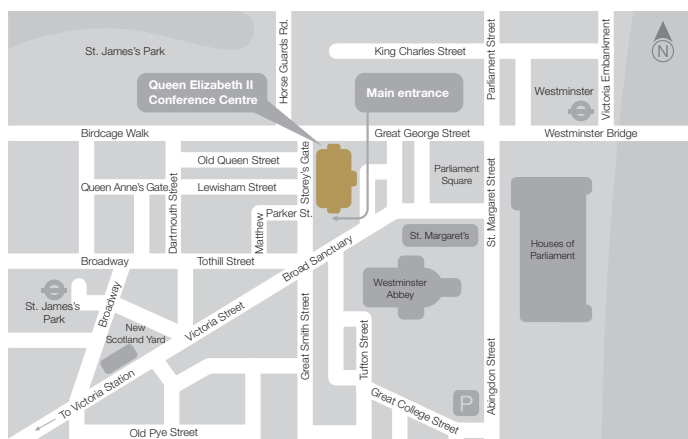 St. James's Park
Horse Guards Rd.
King Charles Street
Parliament Street
Victoria Embankment
N
Queen Elizabeth II
Conference Centre
Main entrance
Westminster
Birdcage Walk
Great George Street
Westminster Bridge
Old Queen Street
Storey's Gate
Parliament
Square
St. Margaret Street
Queen Anne's Gate
Dartmouth Street
Lewisham Street
Matthew
Parker St.
St. Margaret's
Houses of
Parliament
Broadway
Tothill Street
Broad Sanctuary
Westminster
Abbey
St. James's
Park
Broadway
New
Scotland Yard
Victoria Street
Great Smith Street
Tufton Street
Abingdon Street
To Victoria Station
Great College Street
P
Old Pye Street